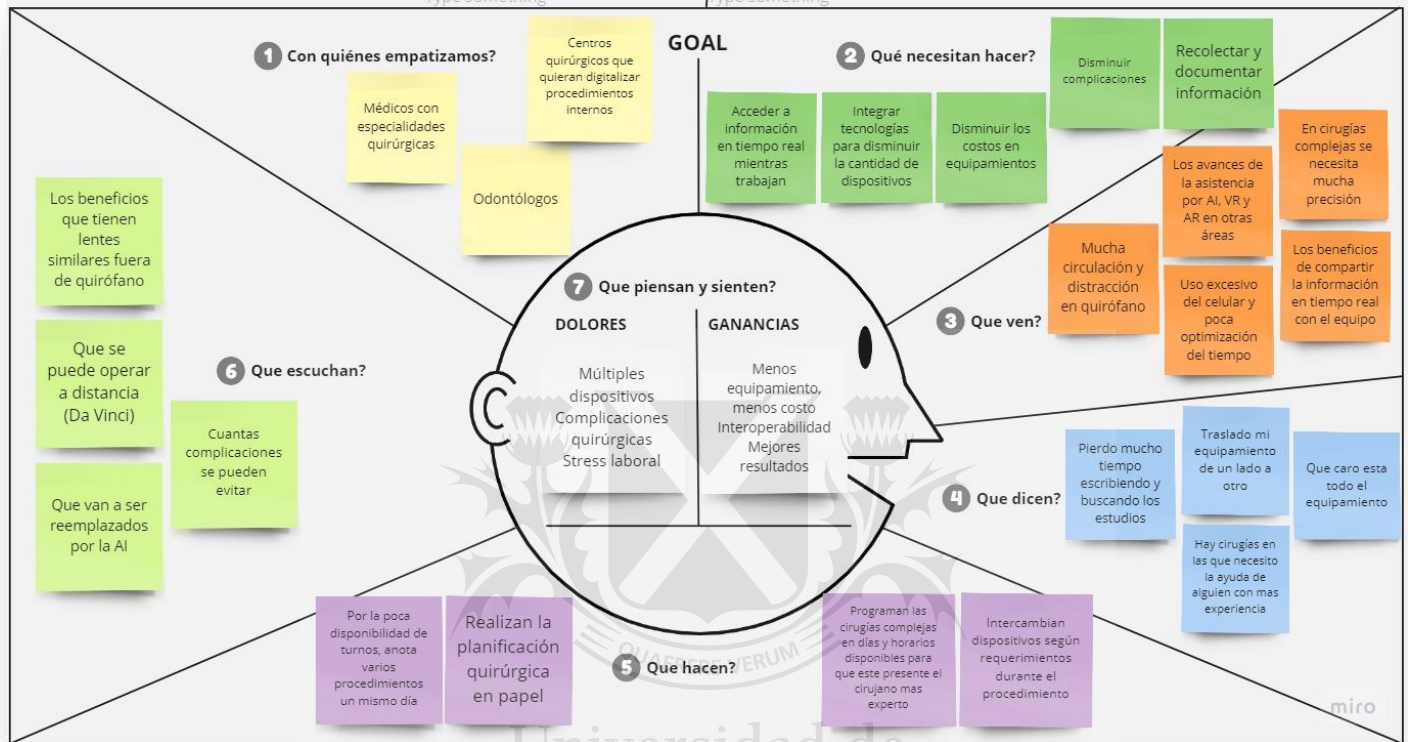 Type something
Type something
GOAL
1 Con quiénes empatizamos?
Médicos con
especialidades
quirúrgicas
Centros
quirúrgicos que
quieran digitalizar
procedimientos
internos
Odontólogos
2 Qué necesitan hacer?
Acceder a
información
en tiempo real
mientras
trabajan
Integrar
tecnologías
para disminuir
la cantidad de
dispositivos
Disminuir los
costos en
equipamientos
Disminuir
complicaciones
Recolectar y
documentar
información
3 Que ven?
Mucha
circulación y
distracción
en quirófano
Los avances de
la asistencia
por AI, VR y
AR en otras
áreas
En cirugías
complejas se
necesita
mucha
precisión
Uso excesivo
del celular y
poca
optimización
del tiempo
Los beneficios
de compartir
la información
en tiempo real
con el equipo
4 Que dicen?
Pierdo mucho
tiempo
escribiendo y
buscando los
estudios
Traslado mi
equipamiento
de un lado a
otro
Que caro esta
todo el
equipamiento
Hay cirugías en
las que necesito
la ayuda de
alguien con mas
experiencia
5 Que hacen?
Por la poca
disponibilidad de
turnos, anota
varios
procedimientos
un mismo día
Realizan la
planificación
quirúrgica
en papel
Programan las
cirugías complejas
en días y horarios
disponibles para
que este presente el
cirujano mas
experto
Intercambian
dispositivos según
requerimientos
durante el
procedimiento
6 Que escuchan?
Los beneficios
que tienen
lentes
similares fuera
de quirófano
Que se
puede operar
a distancia
(Da Vinci)
Cuantas
complicaciones
se pueden
evitar
Que van a ser
reemplazados
por la AI
7 Que piensan y sienten?
DOLORES
Múltiples
dispositivos
Complicaciones
quirúrgicas
Stress laboral
GANANCIAS
Menos
equipamiento,
menos costo
Interoperabilidad
Mejores
resultados
QUAERERE VERUM
Universidad de
miro